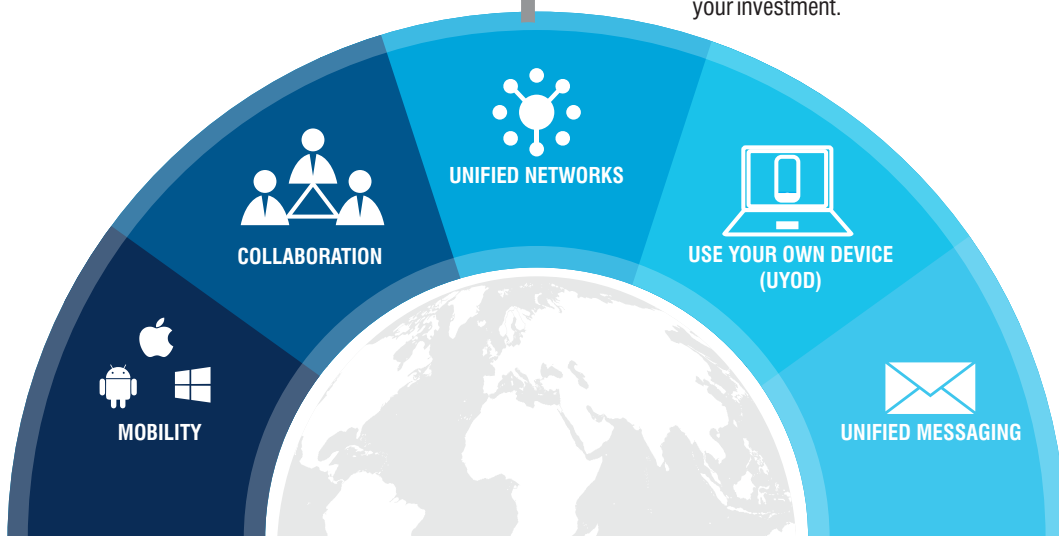 your investment.
UNIFIED NETWORKS
COLLABORATION
USE YOUR OWN DEVICE
(UYOD)
MOBILITY
UNIFIED MESSAGING